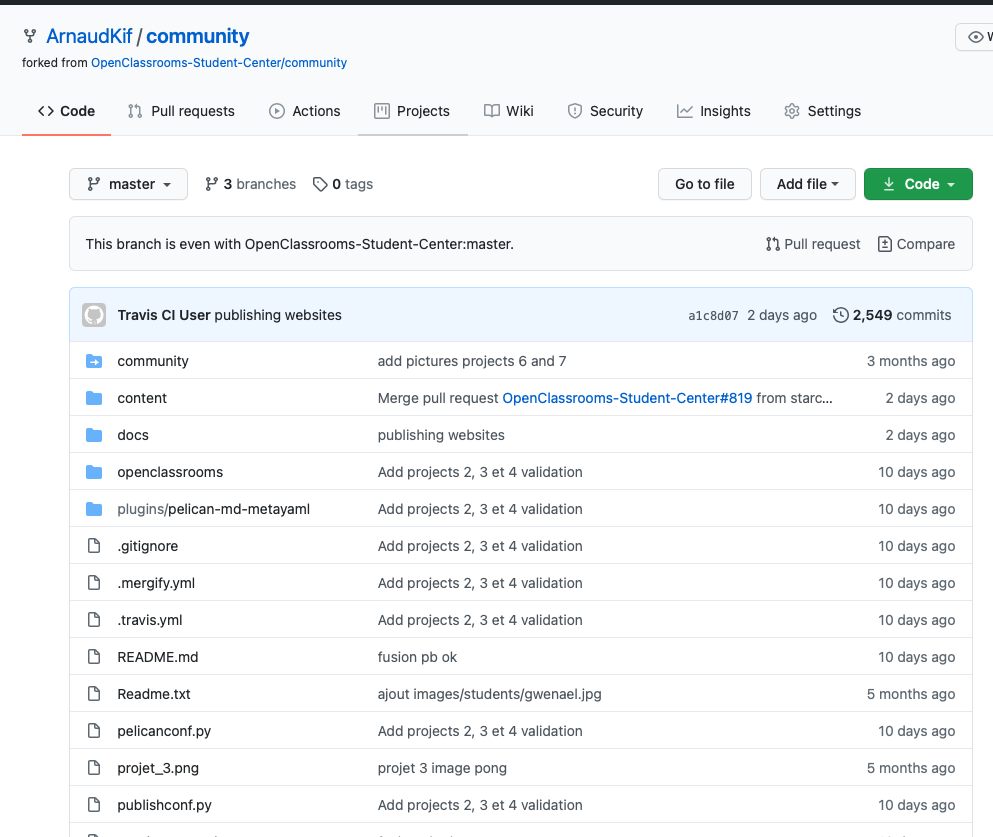 ArnaudKif / community
forked from OpenClassrooms-Student-Center/community
Code Pull requests Actions Projects Wiki Security Insights Settings
master 3 branches 0 tags Go to file Add file Code
This branch is even with OpenClassrooms-Student-Center:master. Pull request Compare
Travis CI User publishing websites a1c8d07 2 days ago 2,549 commits
community add pictures projects 6 and 7 3 months ago
content Merge pull request OpenClassrooms-Student-Center#819 from starc... 2 days ago
docs publishing websites 2 days ago
openclassrooms Add projects 2, 3 et 4 validation 10 days ago
plugins/pelican-md-metayaml Add projects 2, 3 et 4 validation 10 days ago
.gitignore Add projects 2, 3 et 4 validation 10 days ago
.mergify.yml Add projects 2, 3 et 4 validation 10 days ago
.travis.yml Add projects 2, 3 et 4 validation 10 days ago
README.md fusion pb ok 10 days ago
Readme.txt ajout images/students/gwenael.jpg 5 months ago
pelicanconf.py Add projects 2, 3 et 4 validation 10 days ago
projet_3.png projet 3 image pong 5 months ago
publishconf.py Add projects 2, 3 et 4 validation 10 days ago